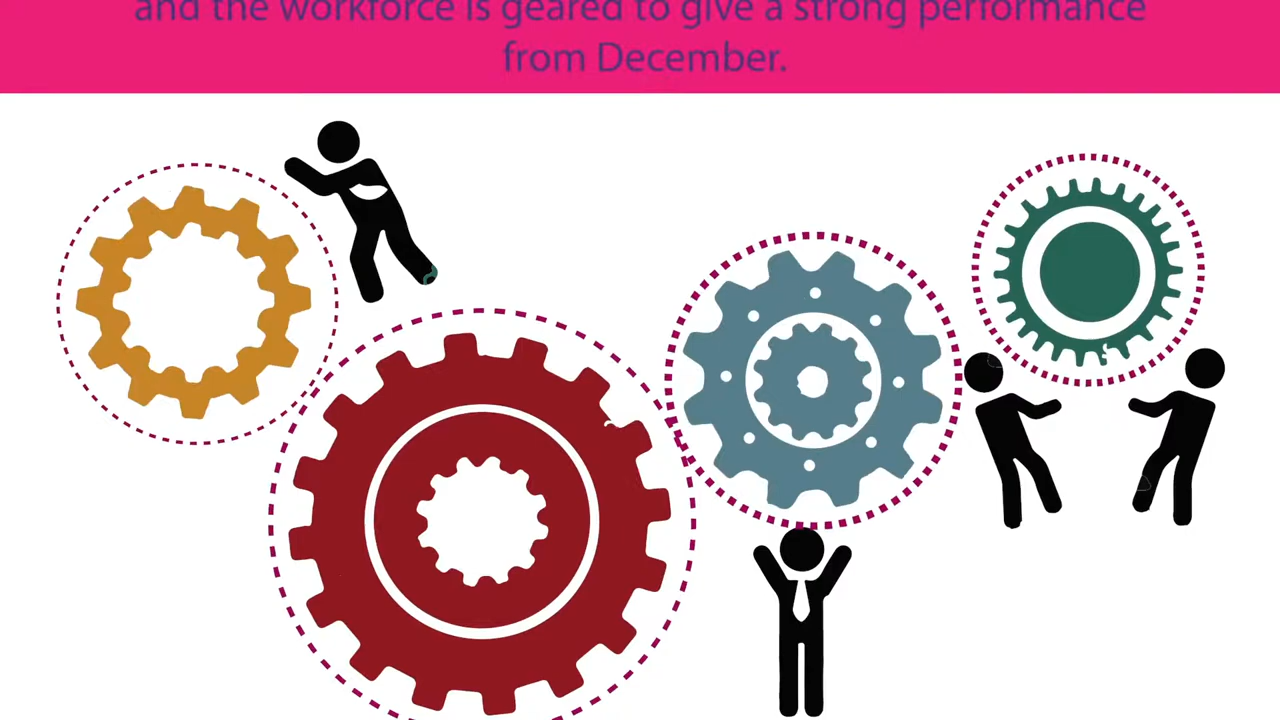 and the workforce is geared to give a strong performance
from December.